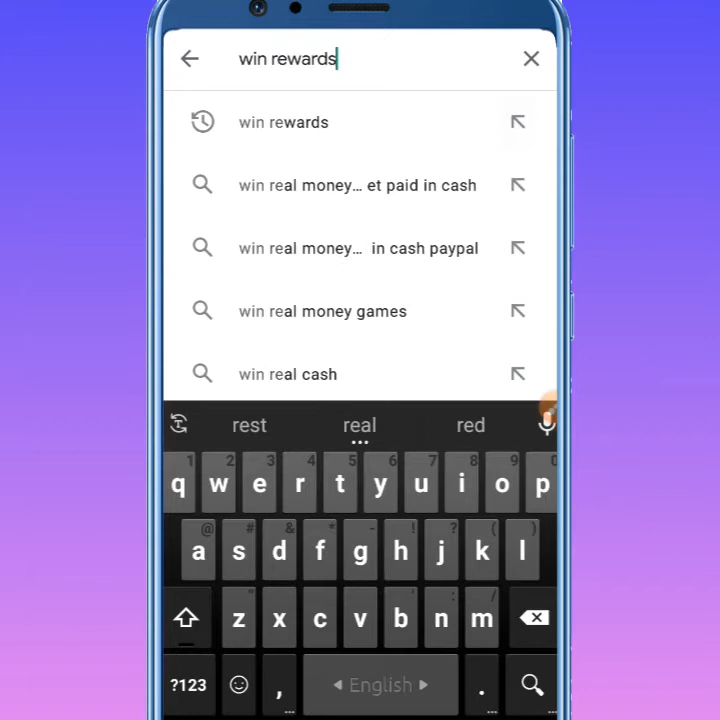 win rewards
win rewards
win real money… et paid in cash
win real money… in cash paypal
win real money games
win real cash
rest real red
1 2 3 4 5 6 7 8 9 0
q w e r t y u i o p
@ # & * - ! ? ( )
a s d f g h j k l
" ' : ; /
z x c v b n m
?123 , English .